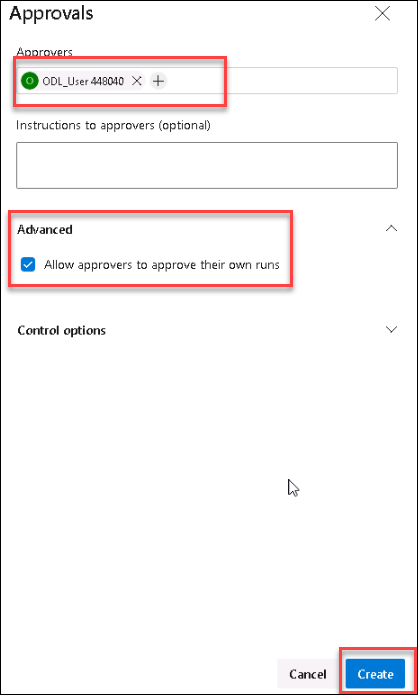 Approvals
Approvers
O ODL_User 448040
Instructions to approvers (optional)
Advanced
Allow approvers to approve their own runs
Control options
Cancel Create